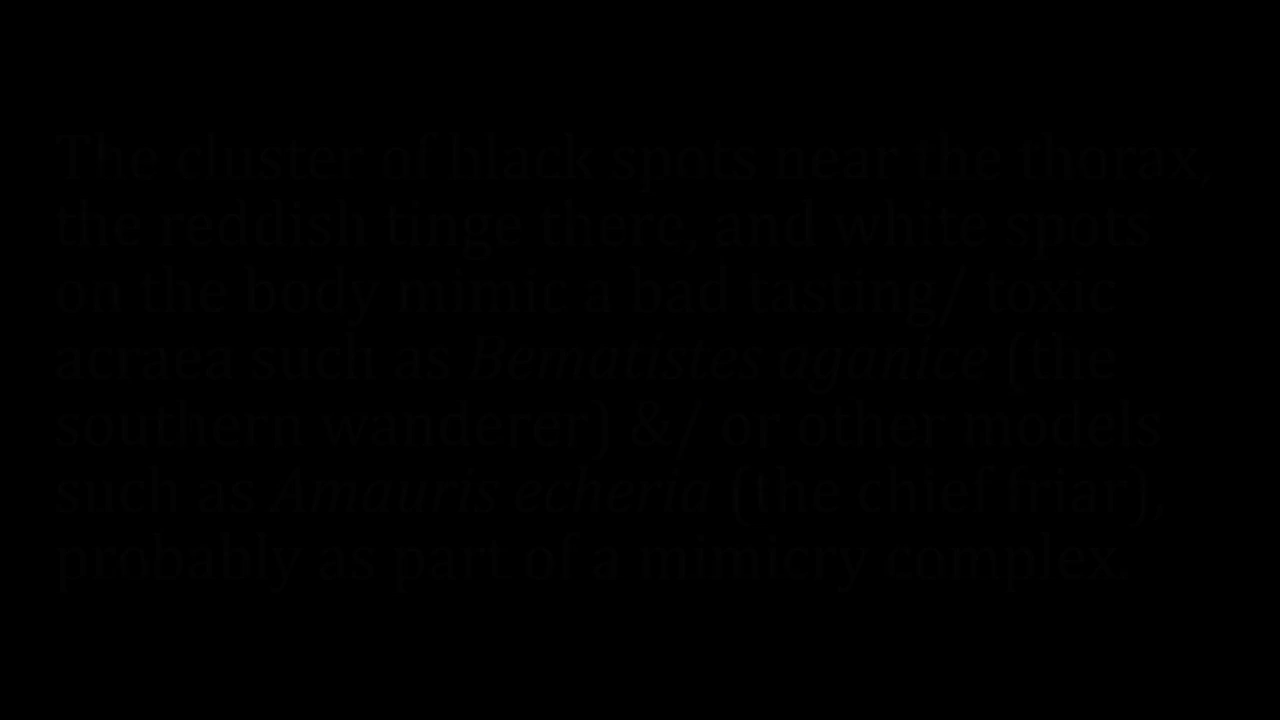 The cluster of black spots near the thorax,
the reddish tinge there, and white spots
on the body mimic a bad tasting/ toxic
acraea such as Bematistes aganice (the
southern wanderer) &/ or other models
such as Amauris echeria (the chief friar),
probably as part of a mimicry complex.